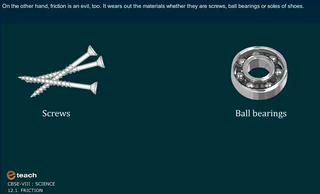 On the other hand, friction is an evil, too. It wears out the materials whether they are screws, ball bearings or soles of shoes.
Screws
Ball bearings
e teach
CBSE-VIII : SCIENCE
12.1. FRICTION